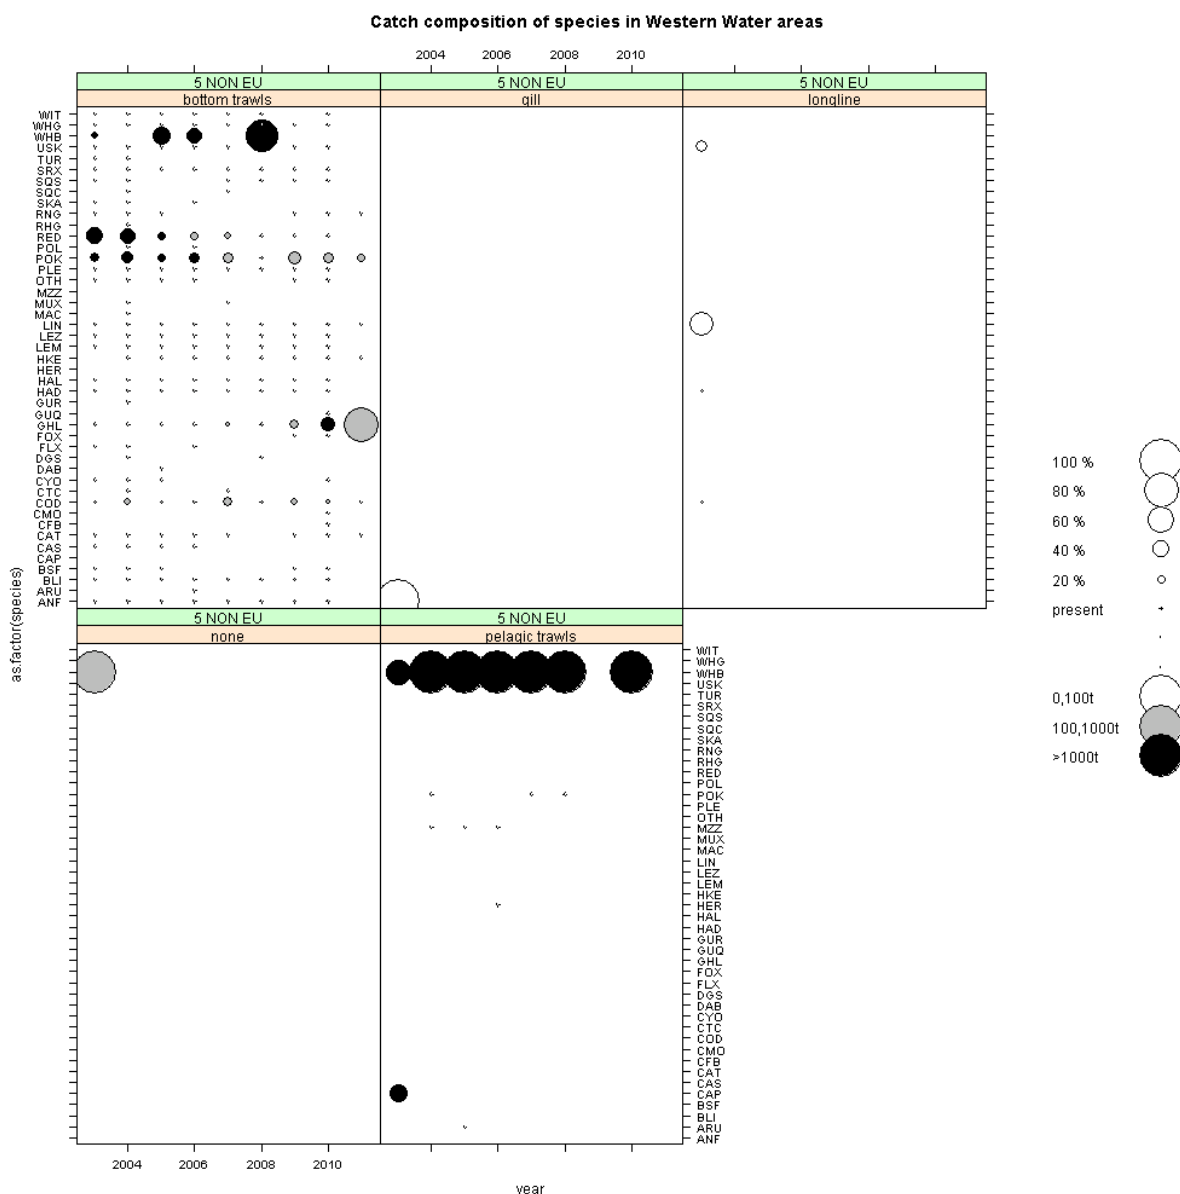 Catch composition of species in Western Water areas
2004 2006 2008 2010
5 NON EU 5 NON EU 5 NON EU
bottom trawls gill longline
WIT
WHG
WHB
USK
TUR
SRX
SQS
SQC
SKA
RNG
RHG
RED
POL
POK
PLE
OTH
MZZ
MUX
MAC
LIN
LEZ
LEM
HKE
HER
HAL
HAD
GUR
GUQ
GHL
FOX
FLX
DGS
DAB
CYO
CTC
COD
CMO
CFB
CAT
CAS
CAP
BSF
BLI
ARU
ANF
as.factor(species)
5 NON EU 5 NON EU
none pelagic trawls
WIT
WHG
WHB
USK
TUR
SRX
SQS
SQC
SKA
RNG
RHG
RED
POL
POK
PLE
OTH
MZZ
MUX
MAC
LIN
LEZ
LEM
HKE
HER
HAL
HAD
GUR
GUQ
GHL
FOX
FLX
DGS
DAB
CYO
CTC
COD
CMO
CFB
CAT
CAS
CAP
BSF
BLI
ARU
ANF
2004 2006 2008 2010
year
100 %
80 %
60 %
40 %
20 %
present
0,100t
100,1000t
>1000t